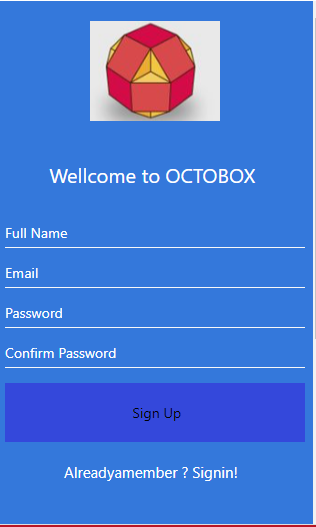 Wellcome to OCTOBOX
Full Name
Email
Password
Confirm Password
Sign Up
Alreadyamember ? Signin!